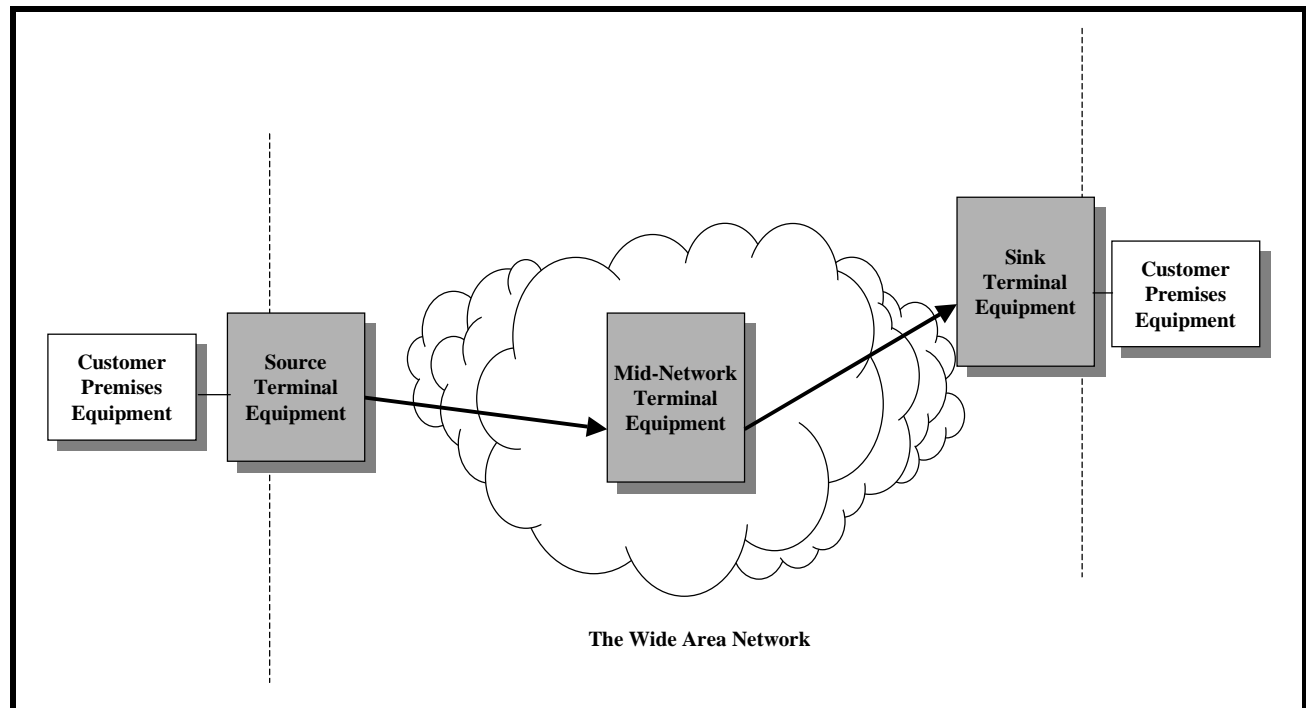 Customer
Premises
Equipment
Source
Terminal
Equipment
Mid-Network
Terminal
Equipment
Sink
Terminal
Equipment
Customer
Premises
Equipment
The Wide Area Network